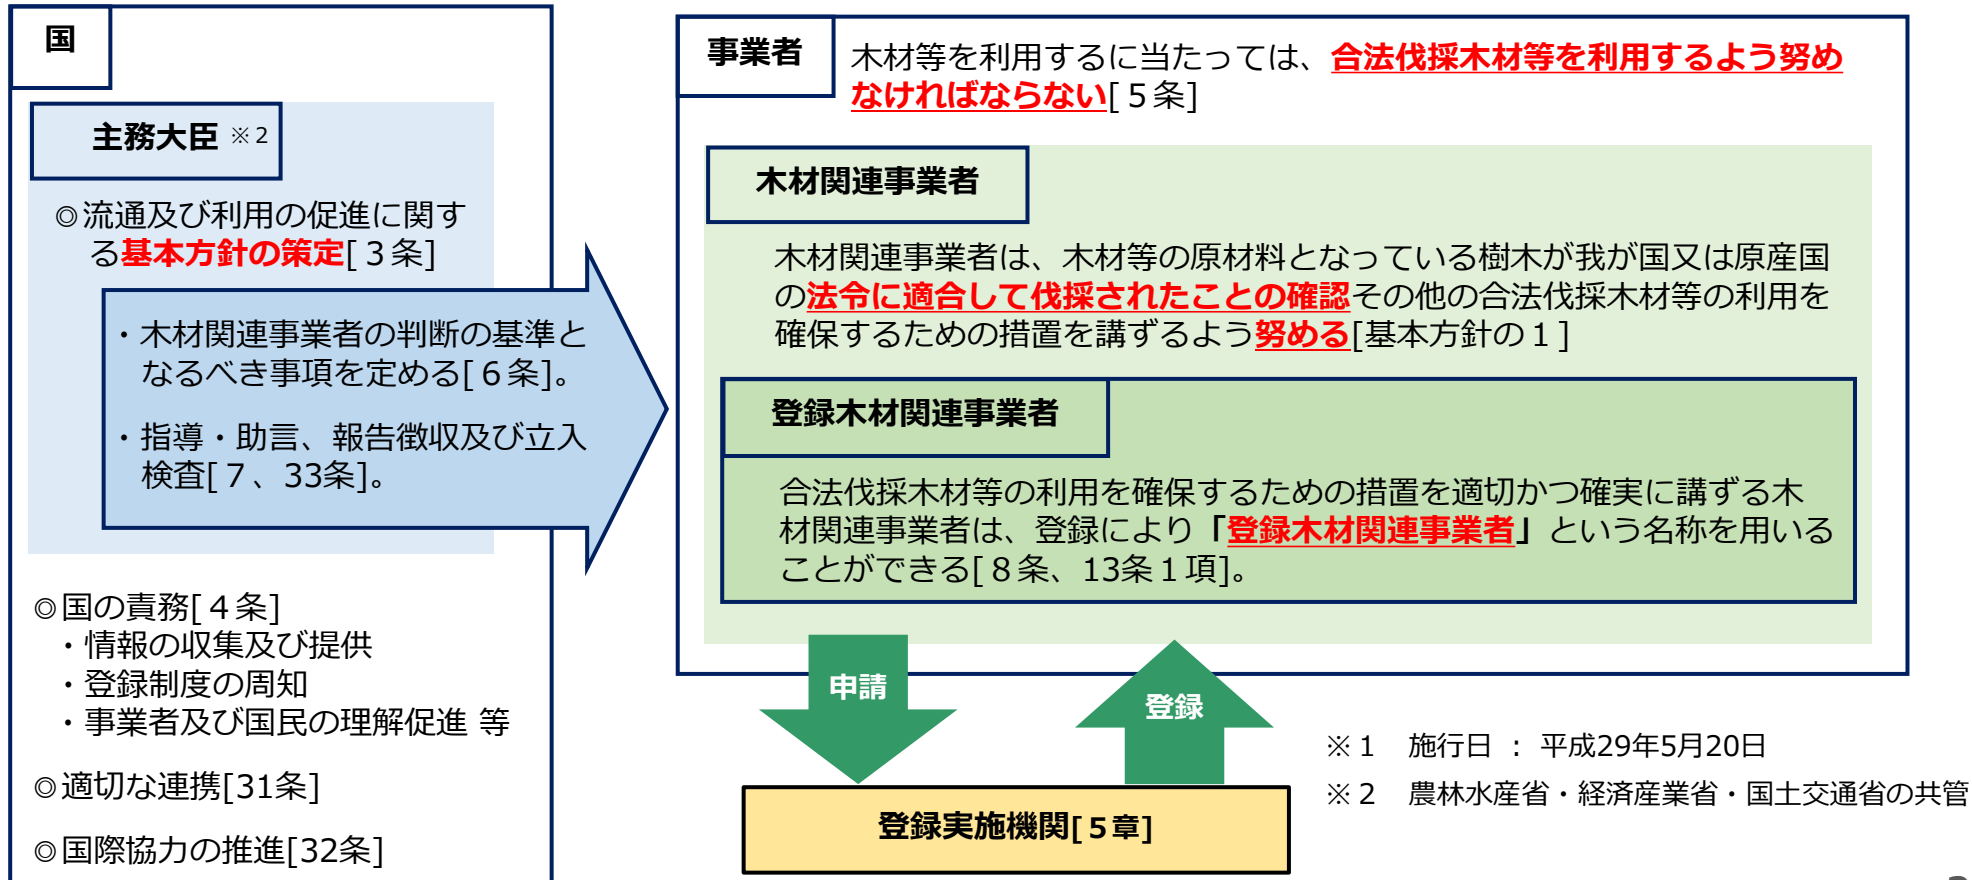 国
主務大臣 ※2
◎流通及び利用の促進に関す
る基本方針の策定[３条]
・木材関連事業者の判断の基準と
なるべき事項を定める[６条]。
・指導・助言、報告徴収及び立入
検査[７、33条]。
◎国の責務[４条]
・情報の収集及び提供
・登録制度の周知
・事業者及び国民の理解促進 等
◎適切な連携[31条]
◎国際協力の推進[32条]
事業者
木材等を利用するに当たっては、合法伐採木材等を利用するよう努め
なければならない[５条]
木材関連事業者
木材関連事業者は、木材等の原材料となっている樹木が我が国又は原産国
の法令に適合して伐採されたことの確認その他の合法伐採木材等の利用を
確保するための措置を講ずるよう努める[基本方針の１]
登録木材関連事業者
合法伐採木材等の利用を確保するための措置を適切かつ確実に講ずる木
材関連事業者は、登録により「登録木材関連事業者」という名称を用いる
ことができる[８条、13条１項]。
申請
登録
登録実施機関[５章]
※１　施行日 ： 平成29年5月20日
※２　農林水産省・経済産業省・国土交通省の共管